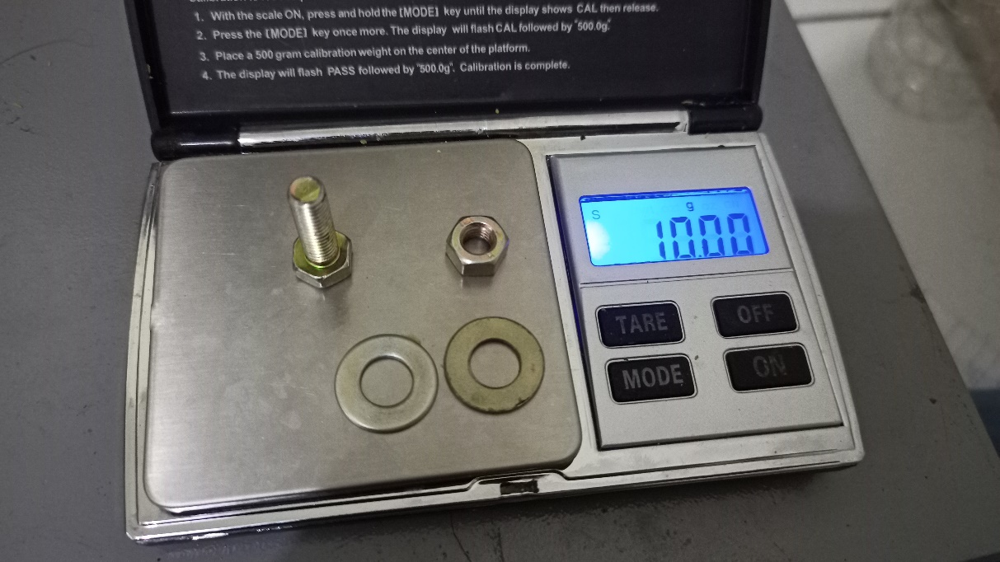 1. With the scale ON, press and hold the [MODE] key until the display shows CAL then release.
2. Press the [MODE] key once more. The display will flash CAL followed by "500.0g".
3. Place a 500 gram calibration weight on the center of the platform.
4. The display will flash PASS followed by "500.0g". Calibration is complete.
S g
10.00
TARE OFF
MODE ON